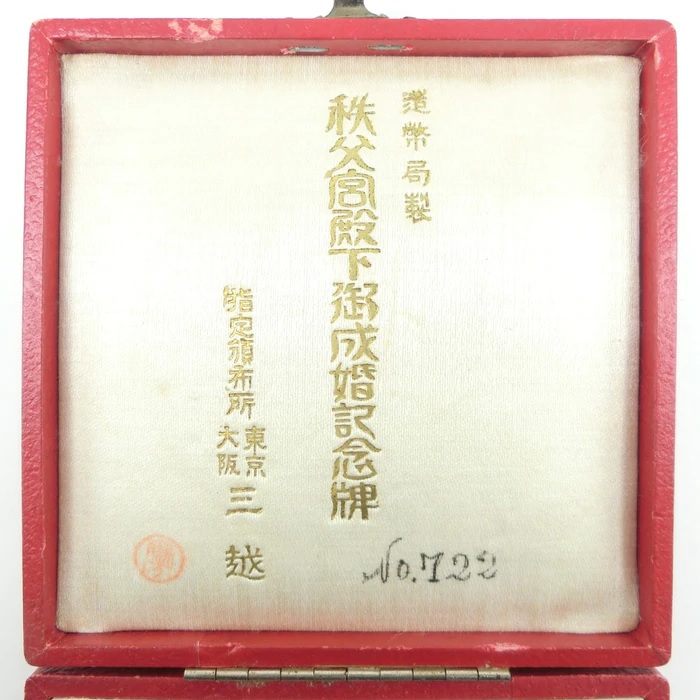 造幣局製
秩父宮殿下御成婚記念牌
指定頒布所
東京
大阪
三越
No.722